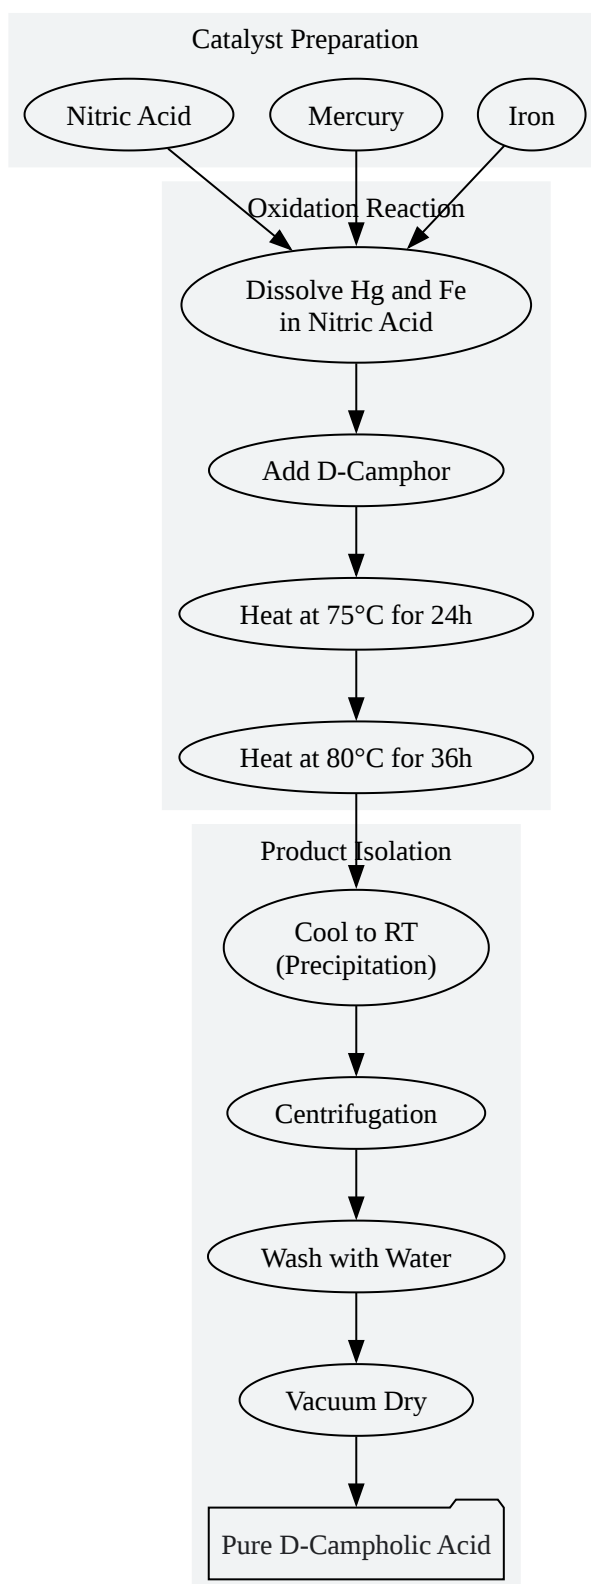 Catalyst Preparation
Nitric Acid
Mercury
Iron
Oxidation Reaction
Dissolve Hg and Fe
in Nitric Acid
Add D-Camphor
Heat at 75°C for 24h
Heat at 80°C for 36h
Product Isolation
Cool to RT
(Precipitation)
Centrifugation
Wash with Water
Vacuum Dry
Pure D-Campholic Acid